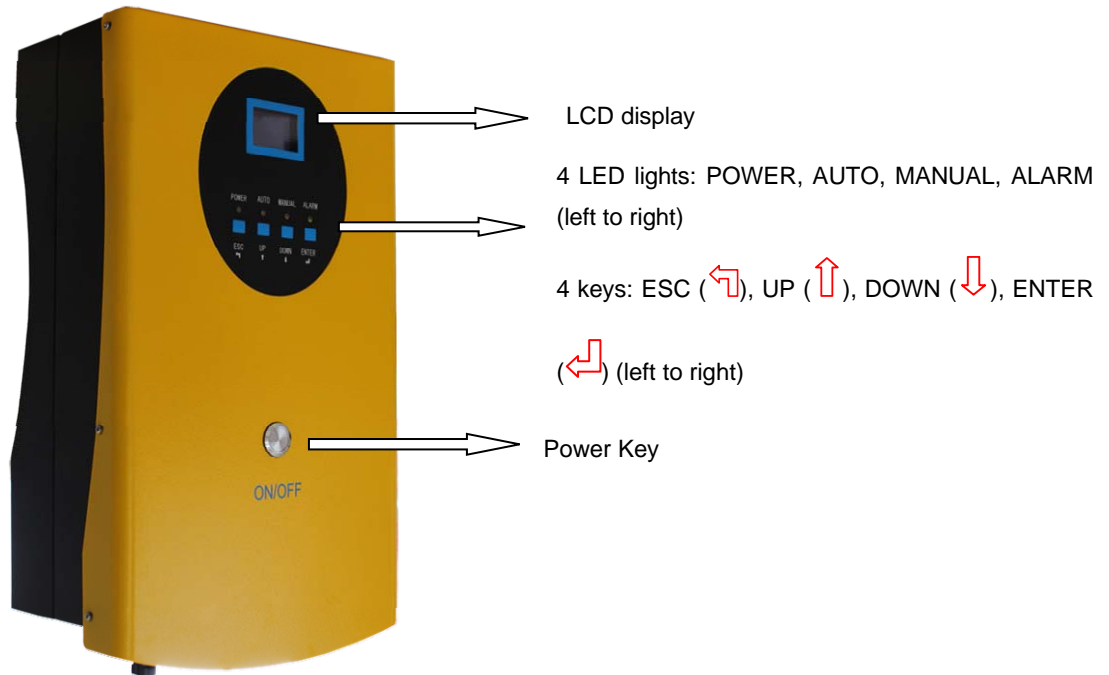 LCD display
4 LED lights: POWER, AUTO, MANUAL, ALARM
(left to right)
4 keys: ESC (↰), UP (⇧), DOWN (⇩), ENTER
(↵) (left to right)
Power Key
POWER AUTO MANUAL ALARM
ESC UP DOWN ENTER
ON/OFF